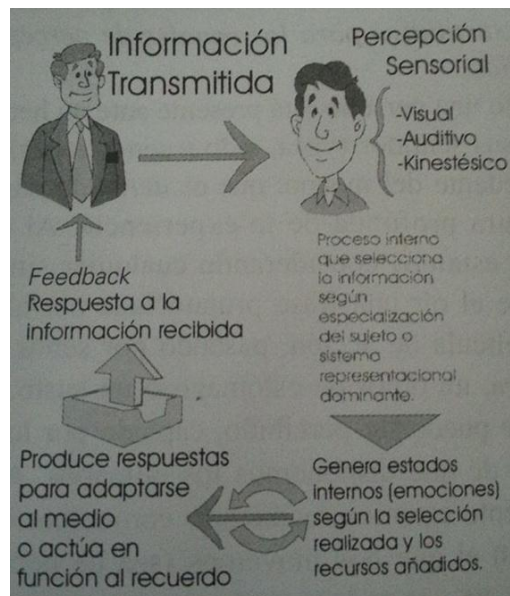 Información
Transmitida
Percepción
Sensorial
-Visual
-Auditivo
-Kinestésico
Proceso interno
que selecciona
la información
según
especialización
del sujeto o
sistema
representacional
dominante.
Genera estados
internos (emociones)
según la selección
realizada y los
recursos añadidos.
Produce respuestas
para adaptarse
al medio
o actúa en
función al recuerdo
Feedback
Respuesta a la
información recibida